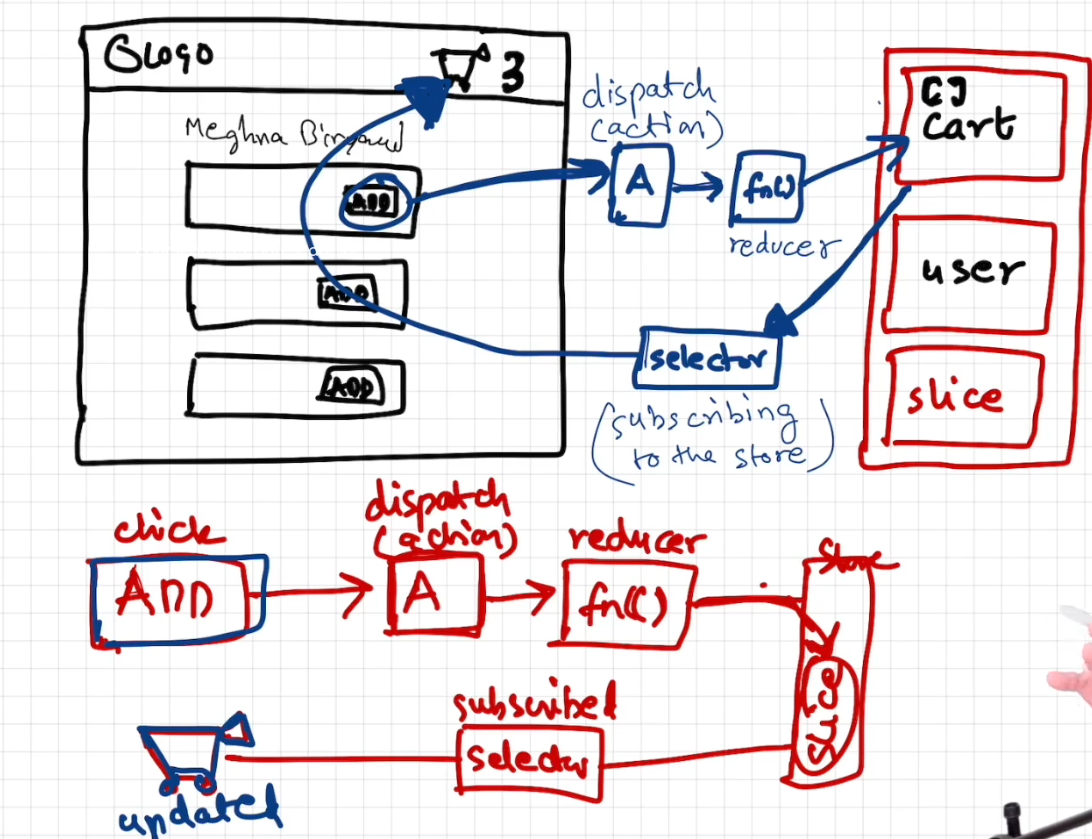 Logo
3
Meghna Biryani
ADD
ADD
ADD
dispatch
(action)
A
fn()
reducer
[]
Cart
user
slice
selector
(subscribing
to the store)
click
ADD
dispatch
(action)
A
reducer
fn()
Store
slice
subscribed
selector
updated